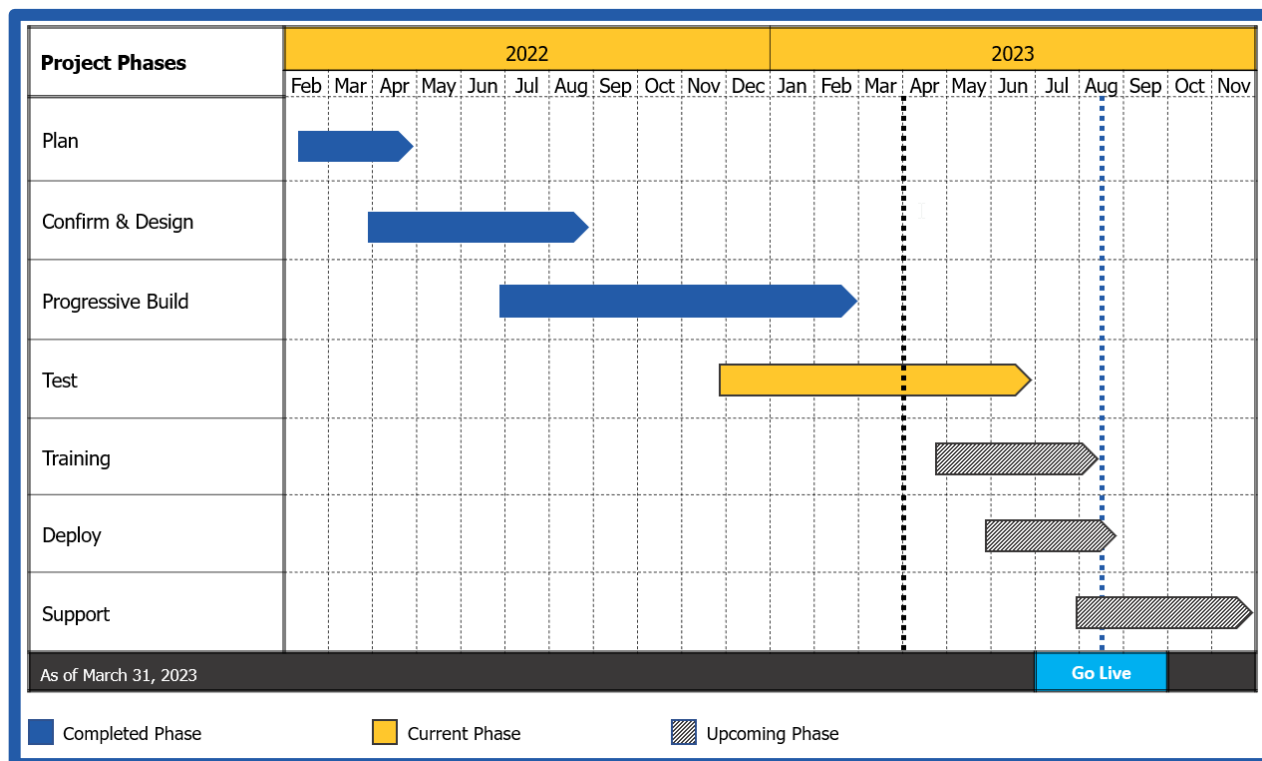 Project Phases
2022 2023
Feb Mar Apr May Jun Jul Aug Sep Oct Nov Dec Jan Feb Mar Apr May Jun Jul Aug Sep Oct Nov
Plan
Confirm & Design
Progressive Build
Test
Training
Deploy
Support
As of March 31, 2023 Go Live
Completed Phase Current Phase Upcoming Phase